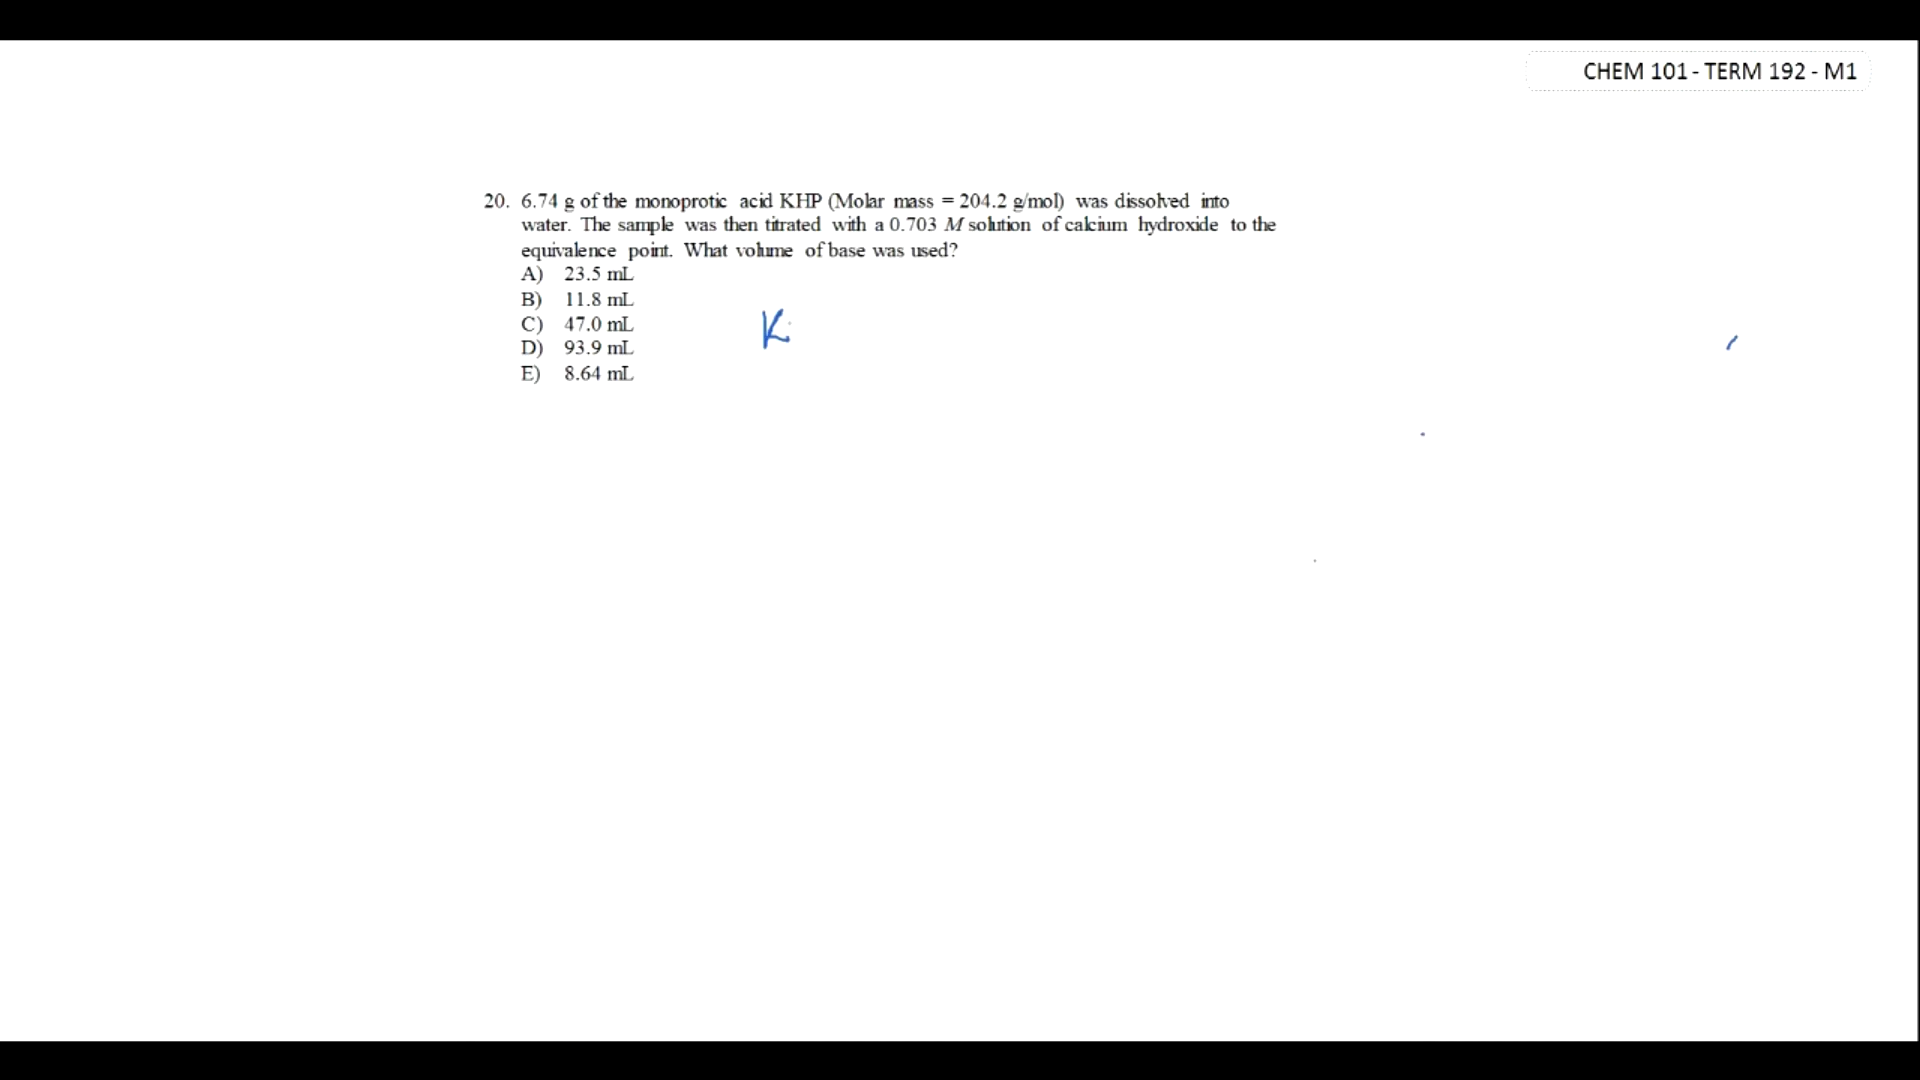 CHEM 101 - TERM 192 - M1
20. 6.74 g of the monoprotic acid KHP (Molar mass = 204.2 g/mol) was dissolved into
water. The sample was then titrated with a 0.703 M solution of calcium hydroxide to the
equivalence point. What volume of base was used?
A) 23.5 mL
B) 11.8 mL
C) 47.0 mL
D) 93.9 mL
E) 8.64 mL
K